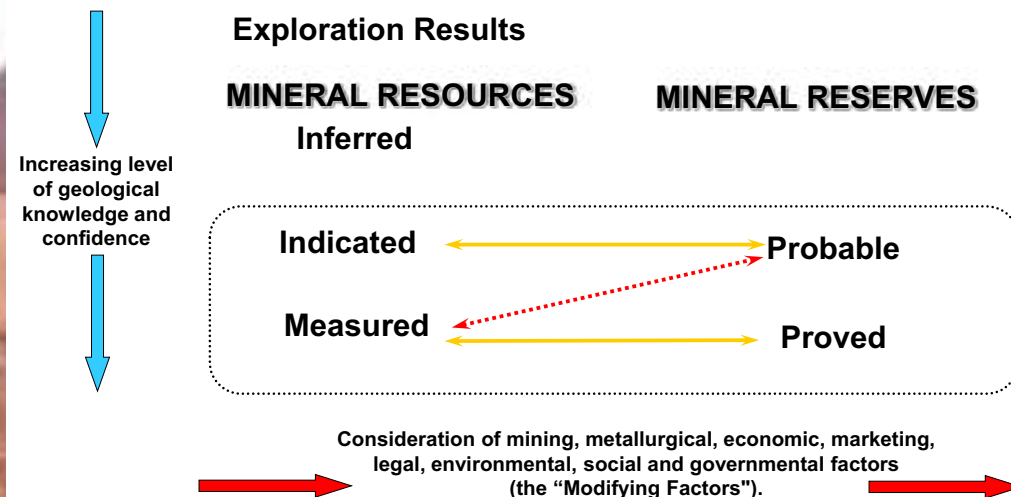 Exploration Results
MINERAL RESOURCES
MINERAL RESERVES
Inferred
Increasing level
of geological
knowledge and
confidence
Indicated
Probable
Measured
Proved
Consideration of mining, metallurgical, economic, marketing,
legal, environmental, social and governmental factors
(the “Modifying Factors").